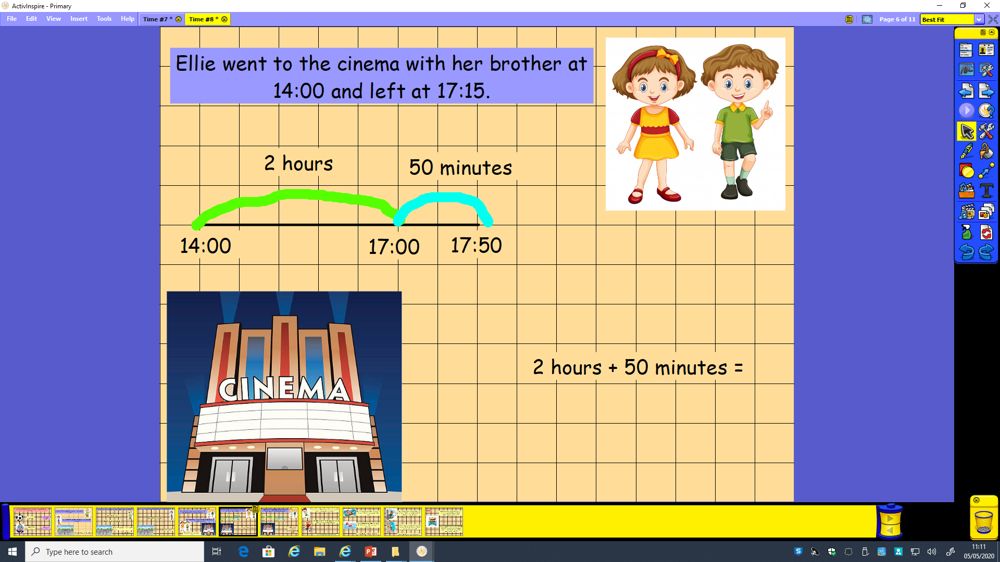 ActivInspire - Primary
File Edit View Insert Tools Help Time #7 * Time #8 * Page 6 of 11 Best Fit
Ellie went to the cinema with her brother at
14:00 and left at 17:15.
2 hours 50 minutes
14:00 17:00 17:50
CINEMA
2 hours + 50 minutes =
Type here to search
11:11
05/05/2020